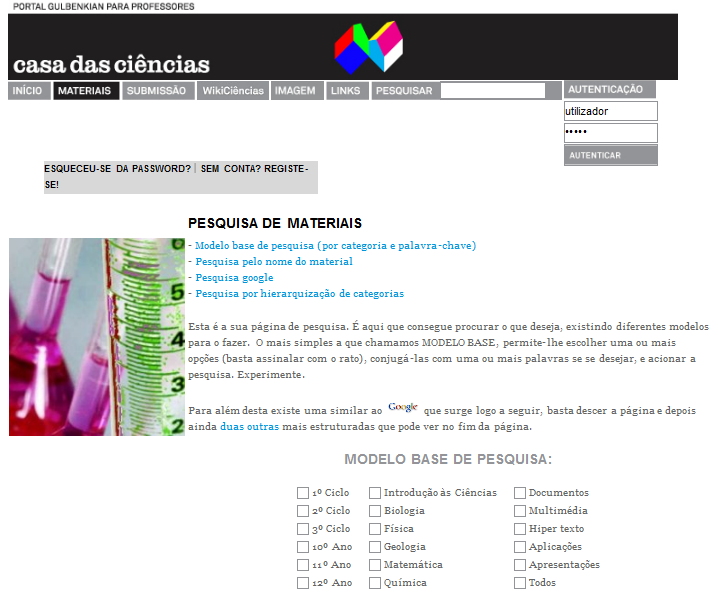 PORTAL GULBENKIAN PARA PROFESSORES
casa das ciências
INÍCIO MATERIAIS SUBMISSÃO WikiCiências IMAGEM LINKS PESQUISAR AUTENTICAÇÃO
utilizador
•••••
AUTENTICAR
ESQUECEU-SE DA PASSWORD? | SEM CONTA? REGISTE-
SE!
PESQUISA DE MATERIAIS
- Modelo base de pesquisa (por categoria e palavra-chave)
- Pesquisa pelo nome do material
- Pesquisa google
- Pesquisa por hierarquização de categorias
6
5
4
3
2
Esta é a sua página de pesquisa. É aqui que consegue procurar o que deseja, existindo diferentes modelos
para o fazer. O mais simples a que chamamos MODELO BASE, permite-lhe escolher uma ou mais
opções (basta assinalar com o rato), conjugá-las com uma ou mais palavras se se desejar, e acionar a
pesquisa. Experimente.
Para além desta existe uma similar ao Google que surge logo a seguir, basta descer a página e depois
ainda duas outras mais estruturadas que pode ver no fim da página.
MODELO BASE DE PESQUISA:
1º Ciclo Introdução às Ciências Documentos
2º Ciclo Biologia Multimédia
3º Ciclo Física Hiper texto
10º Ano Geologia Aplicações
11º Ano Matemática Apresentações
12º Ano Química Todos